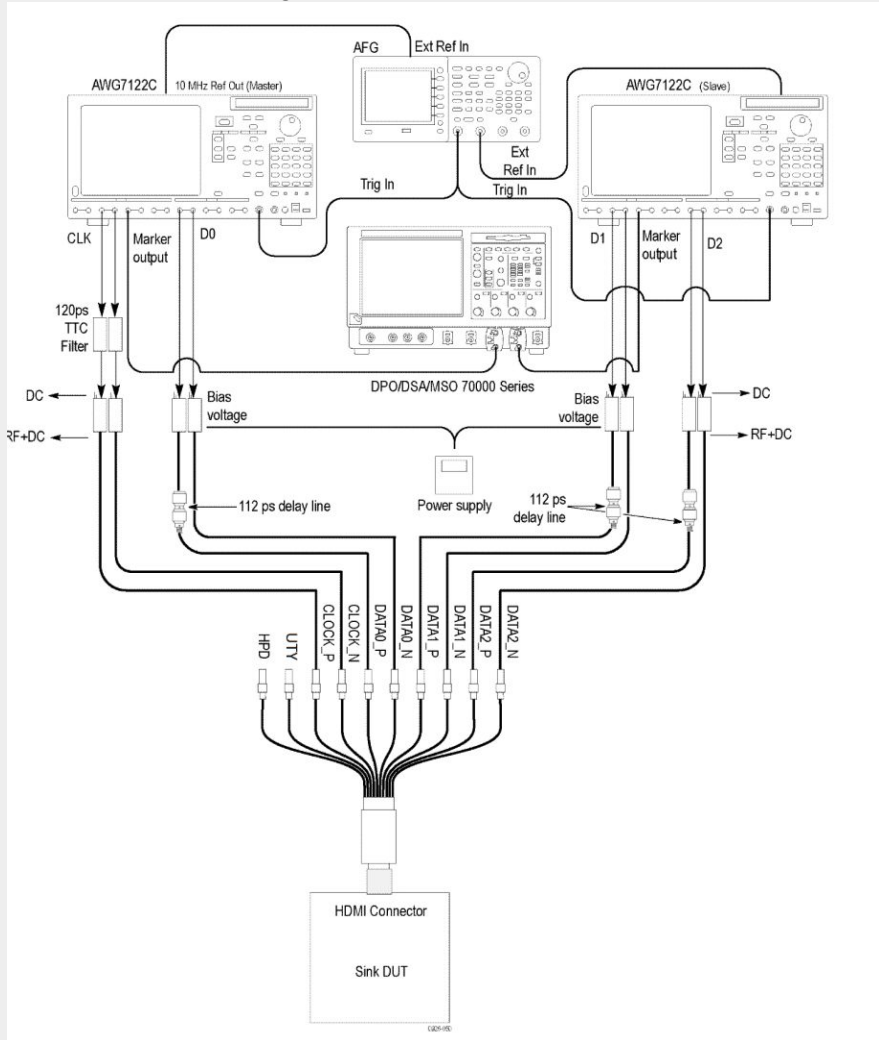 AFG
Ext Ref In
AWG7122C
10 MHz Ref Out (Master)
AWG7122C
(Slave)
Ext
Ref In
Trig In
Trig In
CLK
Marker
output
D0
D1
Marker
output
D2
120ps
TTC
Filter
DPO/DSA/MSO 70000 Series
DC
Bias
voltage
Bias
voltage
DC
RF+DC
RF+DC
Power supply
112 ps delay line
112 ps
delay line
HPD
UTY
CLOCK_P
CLOCK_N
DATA0_P
DATA0_N
DATA1_P
DATA1_N
DATA2_P
DATA2_N
HDMI Connector
Sink DUT